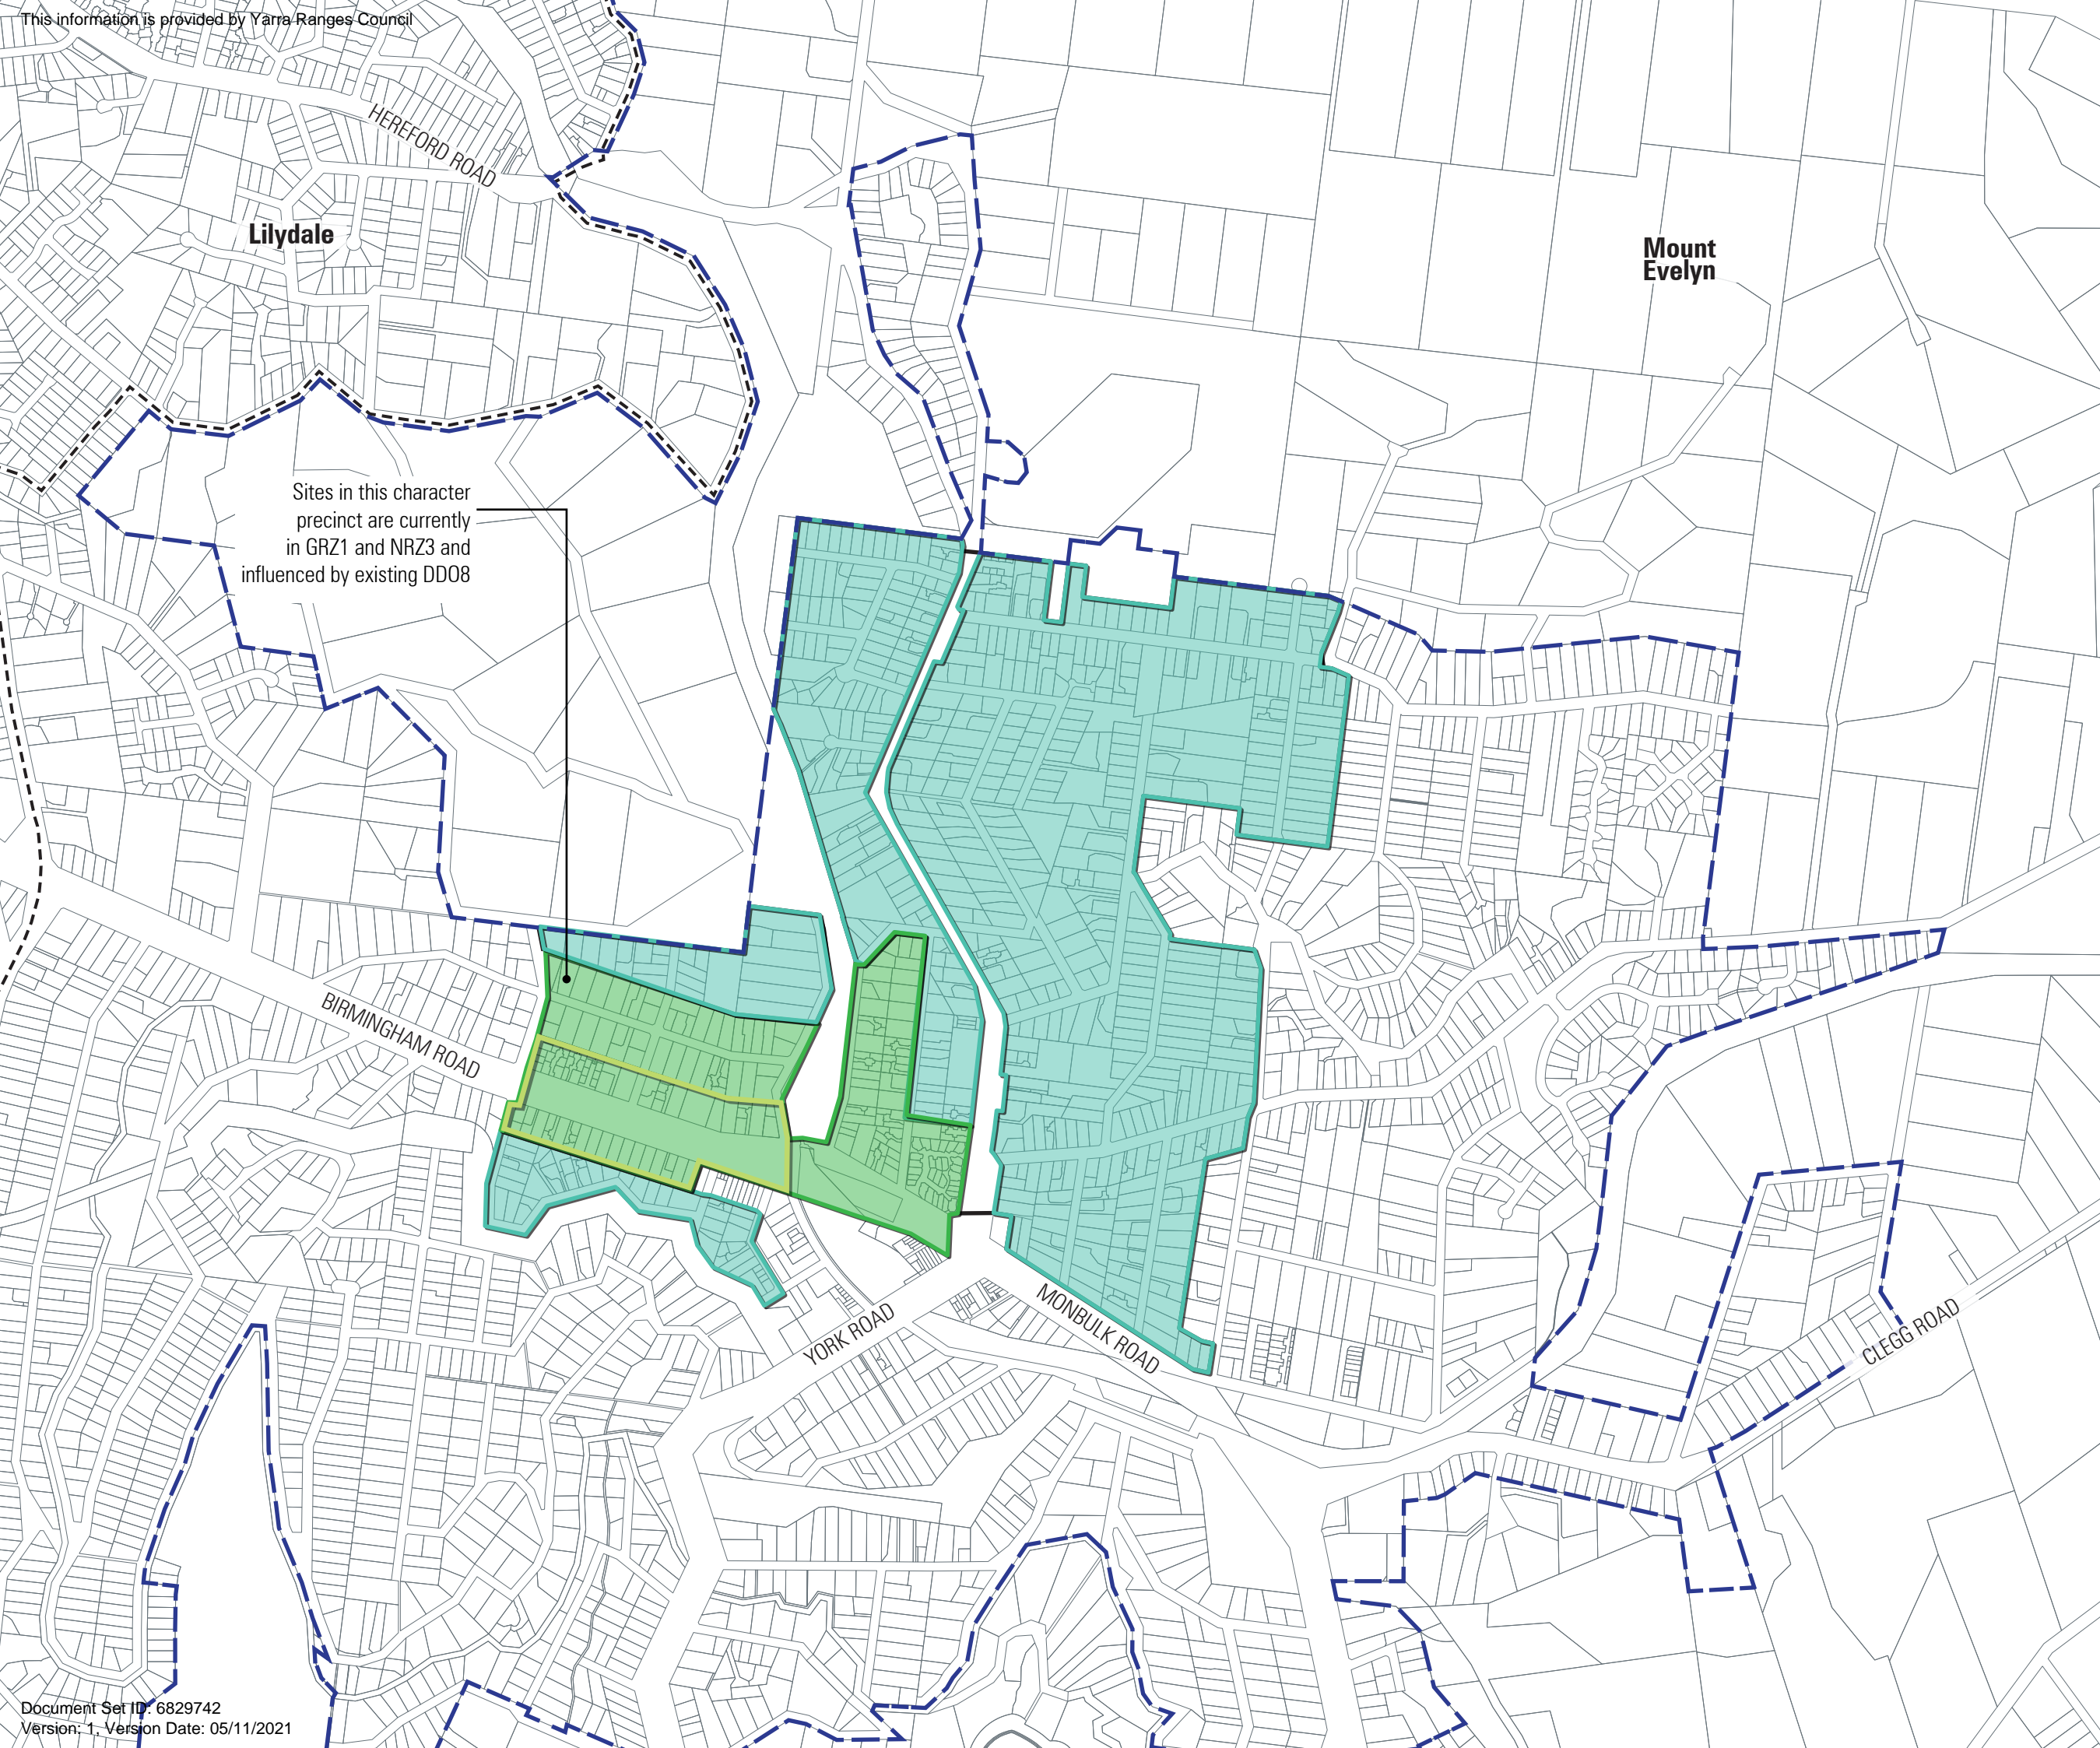 This information is provided by Yarra Ranges Council
HEREFORD ROAD
Lilydale
Mount
Evelyn
Sites in this character
precinct are currently
in GRZ1 and NRZ3 and
influenced by existing DDO8
BIRMINGHAM ROAD
YORK ROAD
MONBULK ROAD
CLEGG ROAD
Document Set ID: 6829742
Version: 1, Version Date: 05/11/2021